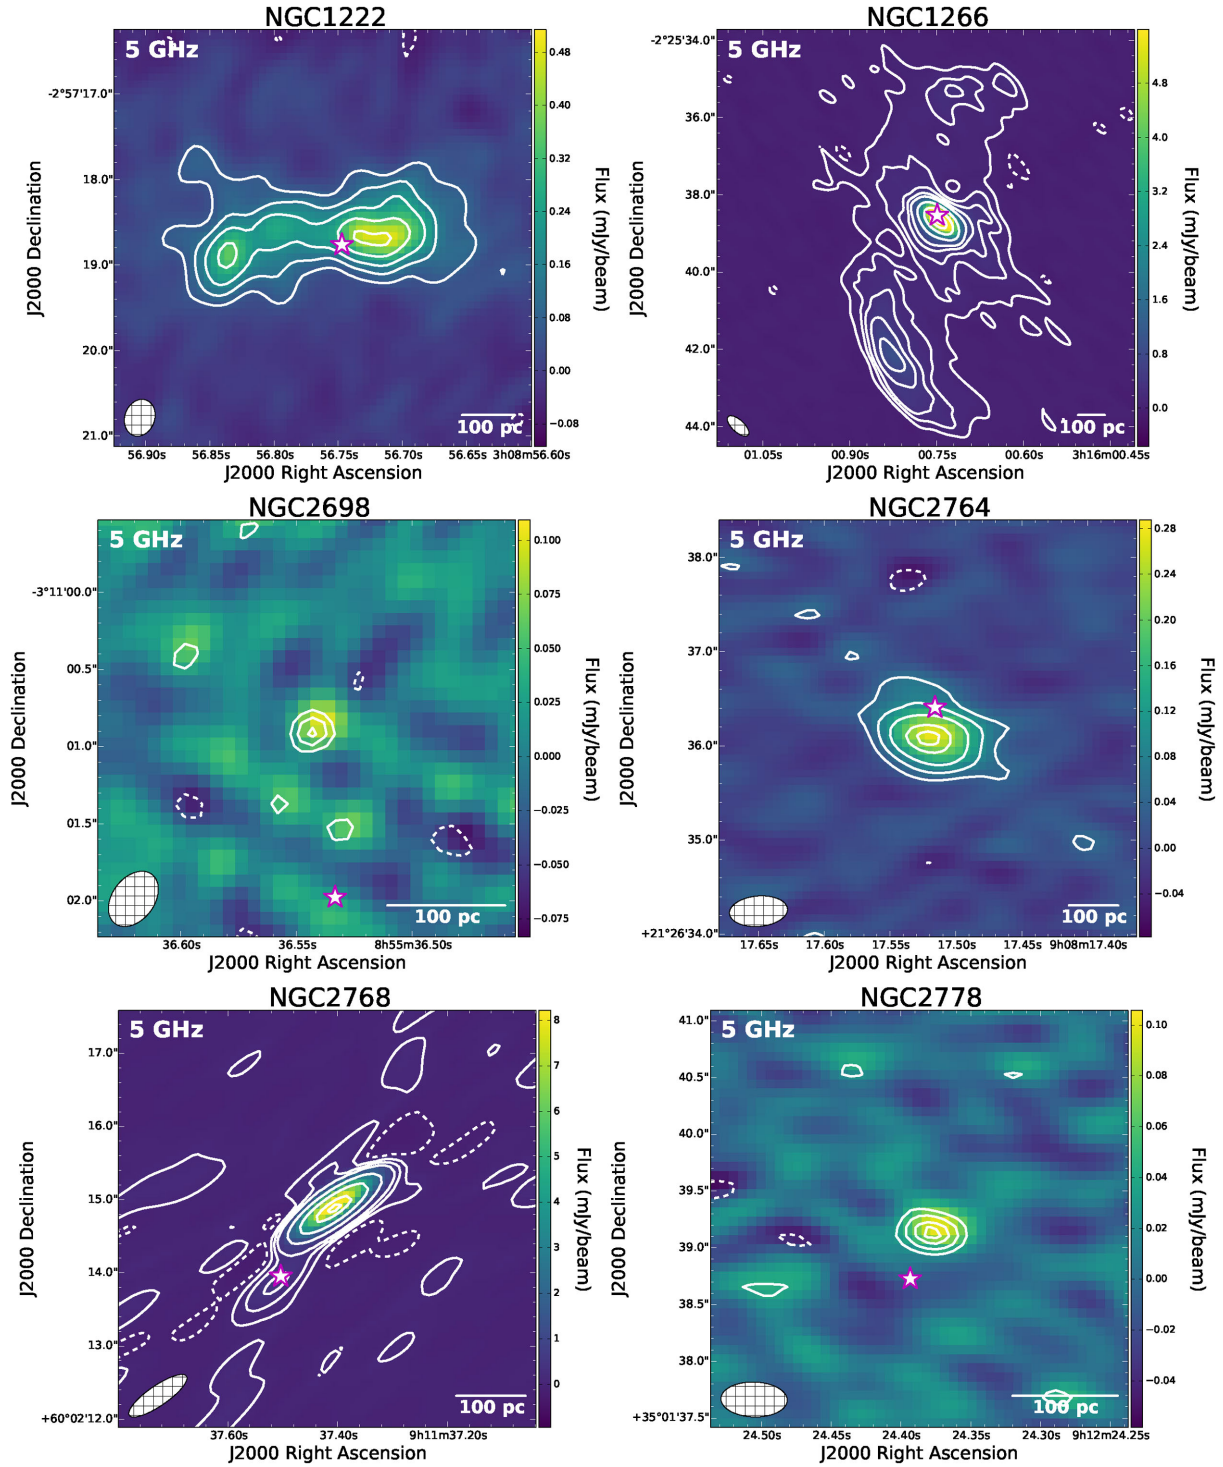 NGC1222
5 GHz
-2°57'17.0"
18.0"
19.0"
20.0"
21.0"
J2000 Declination
56.90s 56.85s 56.80s 56.75s 56.70s 56.65s 3h08m56.60s
J2000 Right Ascension
100 pc
0.48
0.40
0.32
0.24
0.16
0.08
0.00
−0.08
Flux (mJy/beam)
NGC1266
5 GHz
-2°25'34.0"
36.0"
38.0"
40.0"
42.0"
44.0"
J2000 Declination
01.05s 00.90s 00.75s 00.60s 3h16m00.45s
J2000 Right Ascension
100 pc
4.8
4.0
3.2
2.4
1.6
0.8
0.0
Flux (mJy/beam)
NGC2698
5 GHz
-3°11'00.0"
00.5"
01.0"
01.5"
02.0"
J2000 Declination
36.60s 36.55s 8h55m36.50s
J2000 Right Ascension
100 pc
0.100
0.075
0.050
0.025
0.000
−0.025
−0.050
−0.075
Flux (mJy/beam)
NGC2764
5 GHz
38.0"
37.0"
36.0"
35.0"
+21°26'34.0"
J2000 Declination
17.65s 17.60s 17.55s 17.50s 17.45s 9h08m17.40s
J2000 Right Ascension
100 pc
0.28
0.24
0.20
0.16
0.12
0.08
0.04
0.00
−0.04
Flux (mJy/beam)
NGC2768
5 GHz
17.0"
16.0"
15.0"
14.0"
13.0"
+60°02'12.0"
J2000 Declination
37.60s 37.40s 9h11m37.20s
J2000 Right Ascension
100 pc
8
7
6
5
4
3
2
1
0
Flux (mJy/beam)
NGC2778
5 GHz
41.0"
40.5"
40.0"
39.5"
39.0"
38.5"
38.0"
+35°01'37.5"
J2000 Declination
24.50s 24.45s 24.40s 24.35s 24.30s 9h12m24.25s
J2000 Right Ascension
100 pc
0.10
0.08
0.06
0.04
0.02
0.00
−0.02
−0.04
Flux (mJy/beam)